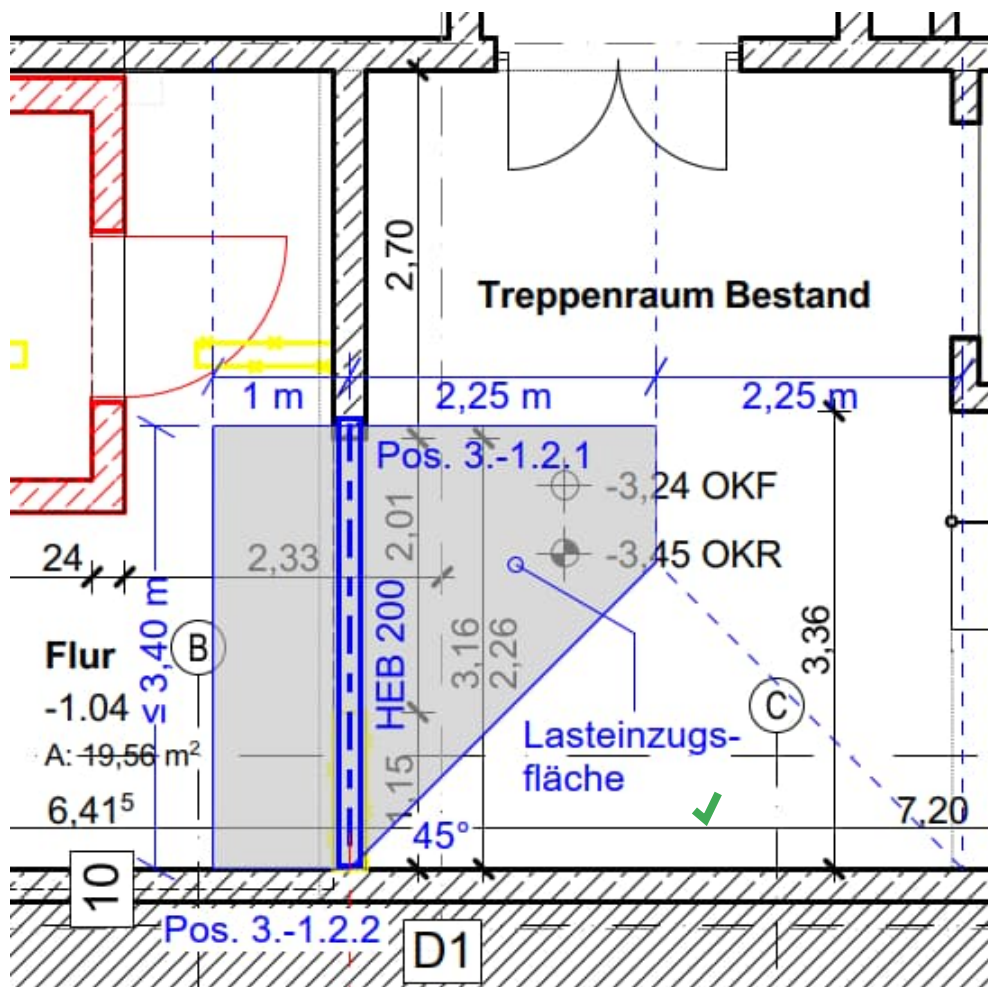 2,70
Treppenraum Bestand
1 m
2,25 m
2,25 m
Pos. 3.-1.2.1
-3,24 OKF
-3,45 OKR
24
2,33
2,01
≤ 3,40 m
HEB 200
3,16
2,26
3,36
Flur
B
-1.04
A: 19,56 m²
C
Lasteinzugs-
fläche
1,15
6,41⁵
45°
7,20
10
Pos. 3.-1.2.2
D1